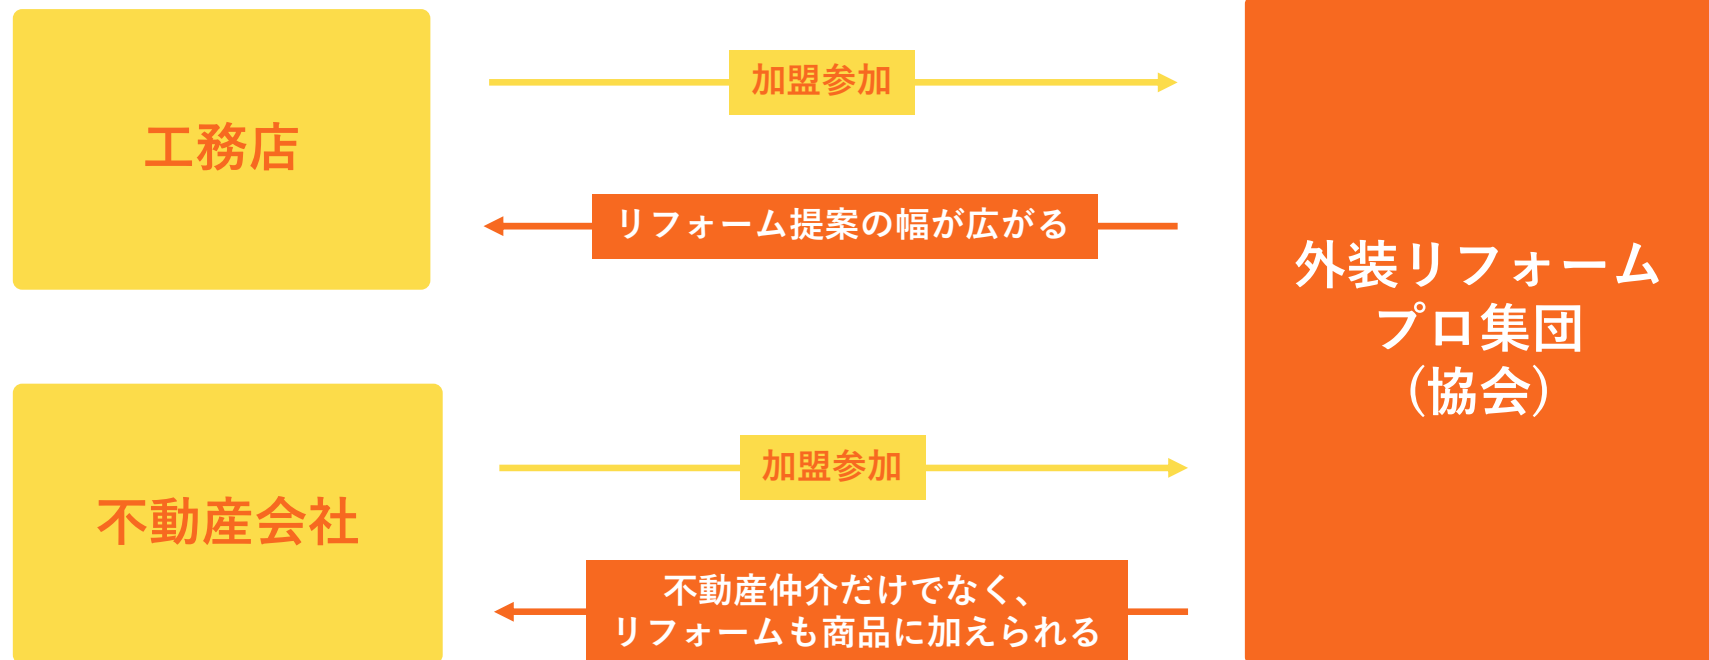 工務店
加盟参加
リフォーム提案の幅が広がる
外装リフォーム
プロ集団
（協会）
不動産会社
加盟参加
不動産仲介だけでなく、
リフォームも商品に加えられる